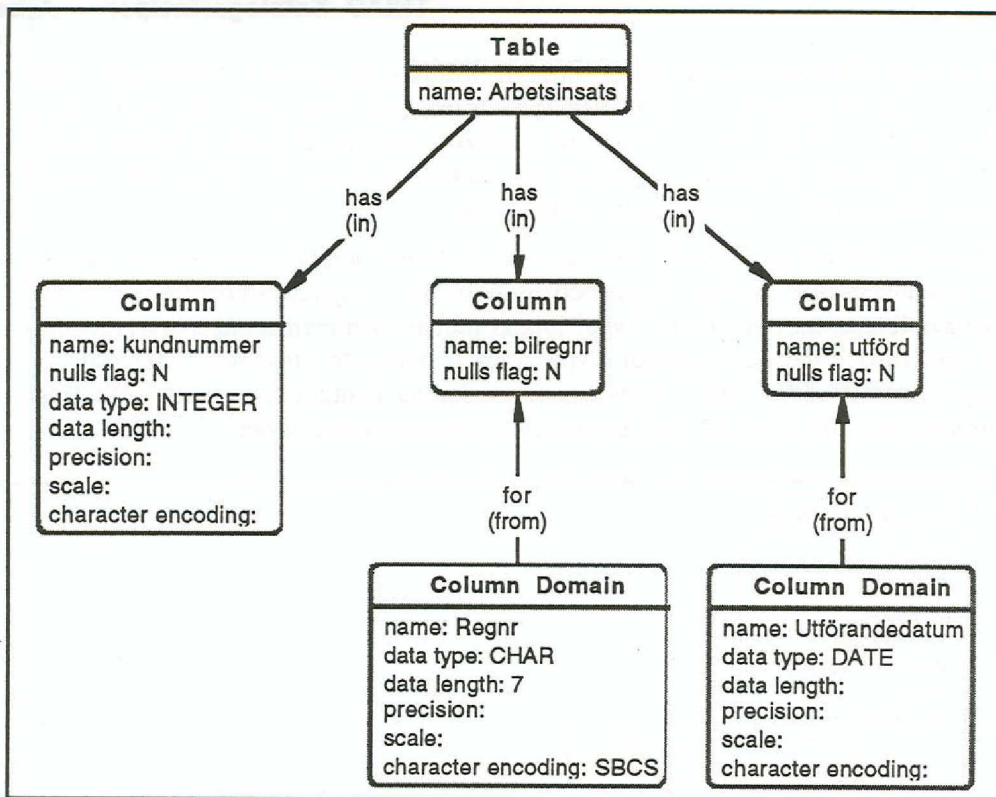 Table
name: Arbetsinsats
has
(in)
has
(in)
has
(in)
Column
name: kundnummer
nulls flag: N
data type: INTEGER
data length:
precision:
scale:
character encoding:
Column
name: bilregnr
nulls flag: N
Column
name: utförd
nulls flag: N
for
(from)
for
(from)
Column Domain
name: Regnr
data type: CHAR
data length: 7
precision:
scale:
character encoding: SBCS
Column Domain
name: Utförandedatum
data type: DATE
data length:
precision:
scale:
character encoding: